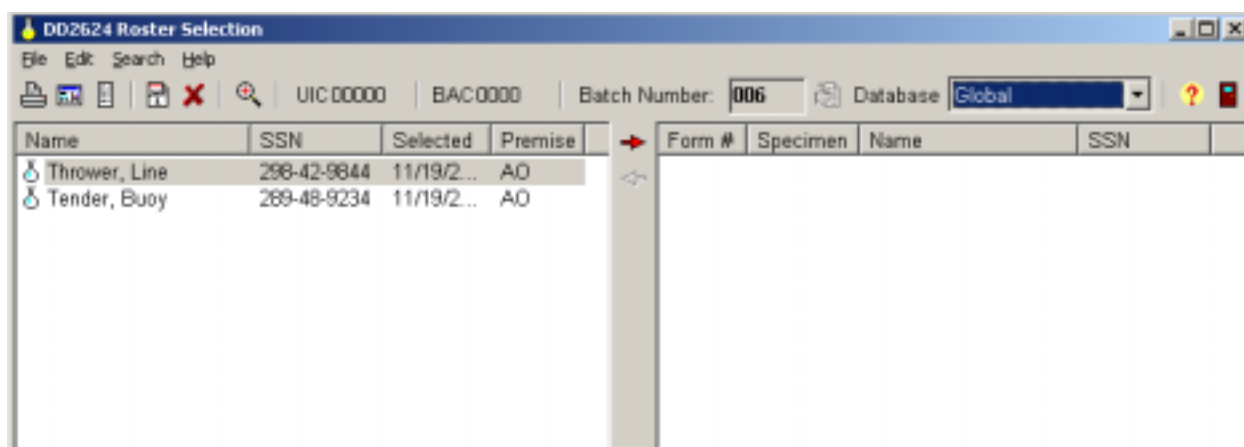 DD2624 Roster Selection
File Edit Search Help
UIC 00000 BAC 0000 Batch Number: 006 Database Global
Name SSN Selected Premise Form # Specimen Name SSN
Thrower, Line 298-42-9844 11/19/2... AO
Tender, Buoy 289-48-9234 11/19/2... AO